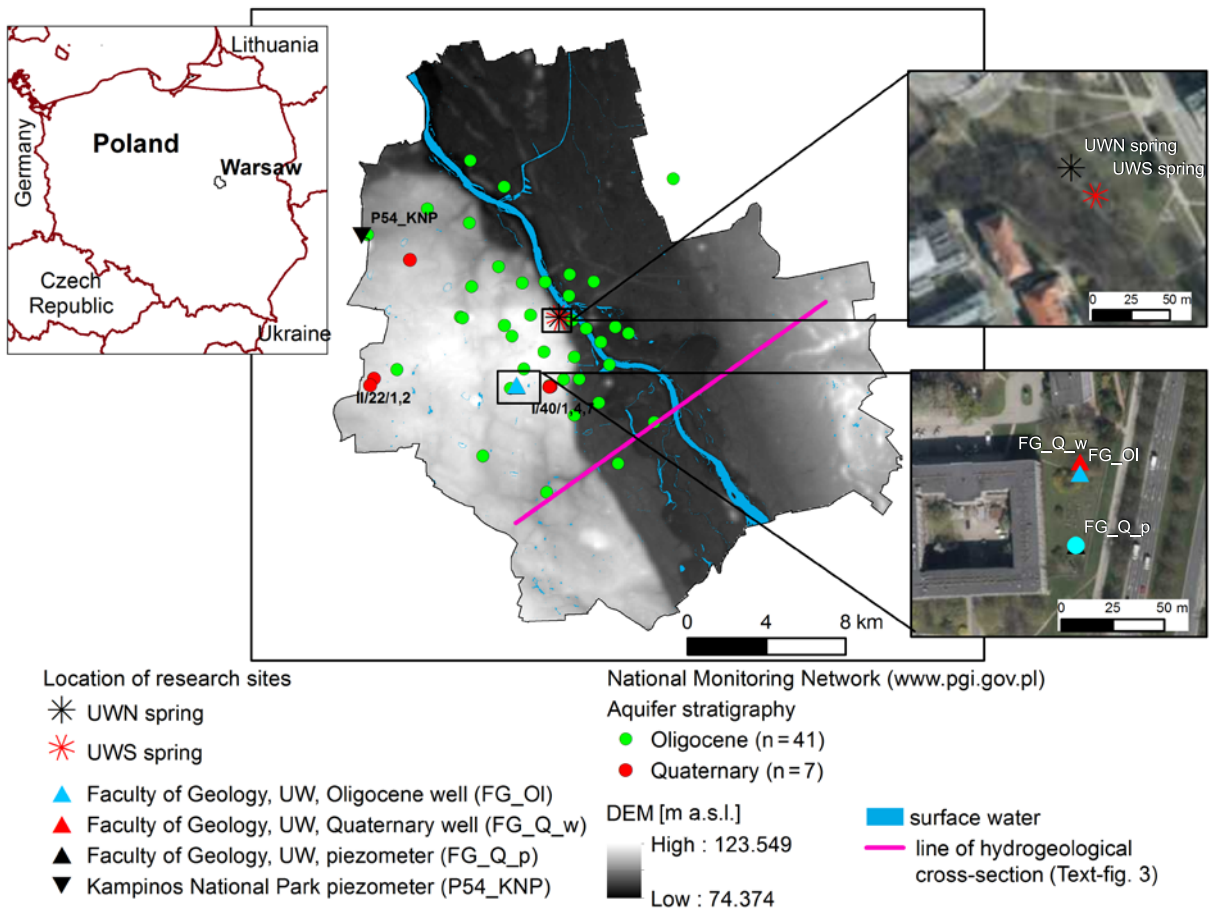 Lithuania
Poland
Warsaw
Germany
Czech
Republic
Ukraine
P54_KNP
II/22/1,2
I/40/1,4,7
0 4 8 km
UWN spring
UWS spring
0 25 50 m
FG_Q_w
FG_Ol
FG_Q_p
0 25 50 m
Location of research sites
UWN spring
UWS spring
Faculty of Geology, UW, Oligocene well (FG_Ol)
Faculty of Geology, UW, Quaternary well (FG_Q_w)
Faculty of Geology, UW, piezometer (FG_Q_p)
Kampinos National Park piezometer (P54_KNP)
National Monitoring Network (www.pgi.gov.pl)
Aquifer stratigraphy
Oligocene (n = 41)
Quaternary (n = 7)
DEM [m a.s.l.]
High : 123.549
Low : 74.374
surface water
line of hydrogeological
cross-section (Text-fig. 3)